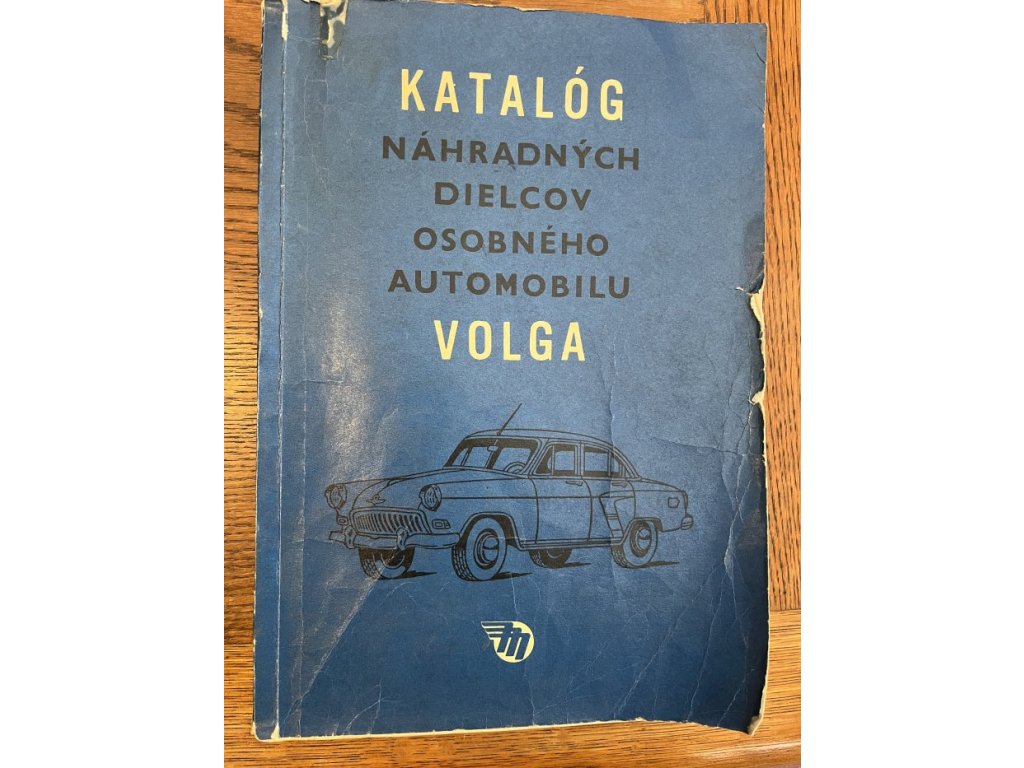 KATALÓG
NÁHRADNÝCH
DIELCOV
OSOBNÉHO
AUTOMOBILU
VOLGA
m